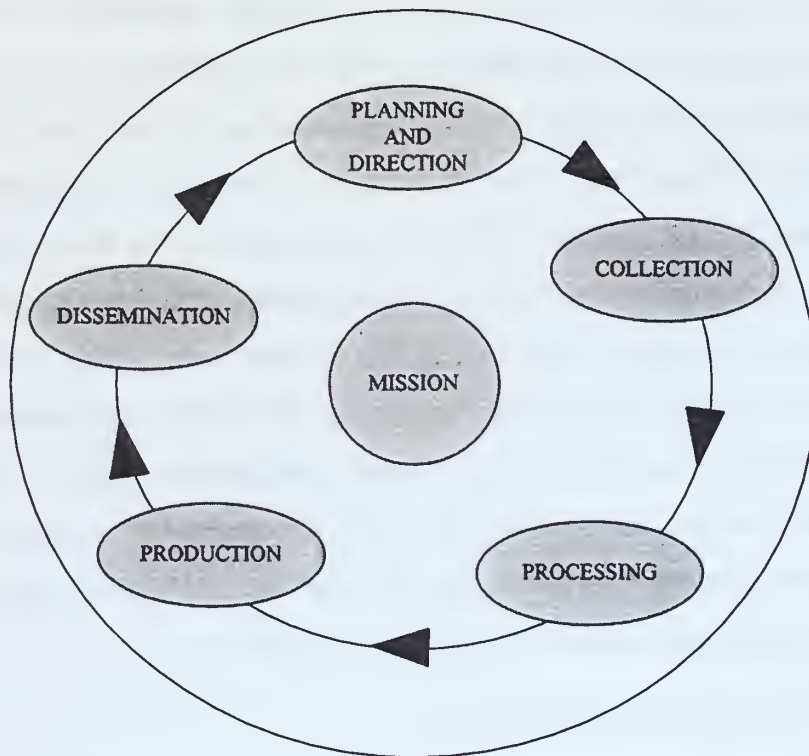 PLANNING
AND
DIRECTION
COLLECTION
DISSEMINATION
MISSION
PRODUCTION
PROCESSING